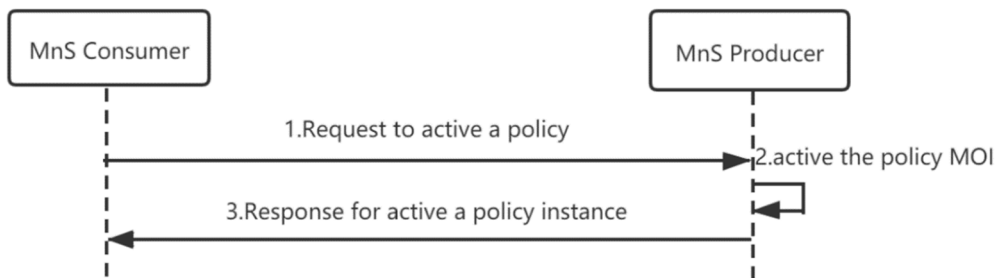 MnS Consumer
MnS Producer
1.Request to active a policy
2.active the policy MOI
3.Response for active a policy instance